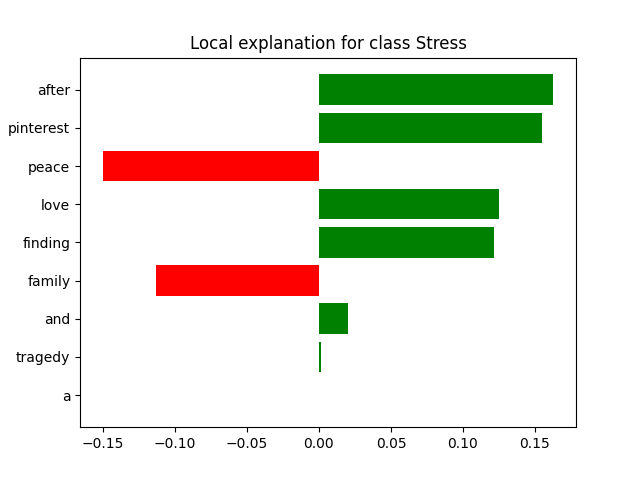 Local explanation for class Stress
after
pinterest
peace
love
finding
family
and
tragedy
a
−0.15 −0.10 −0.05 0.00 0.05 0.10 0.15